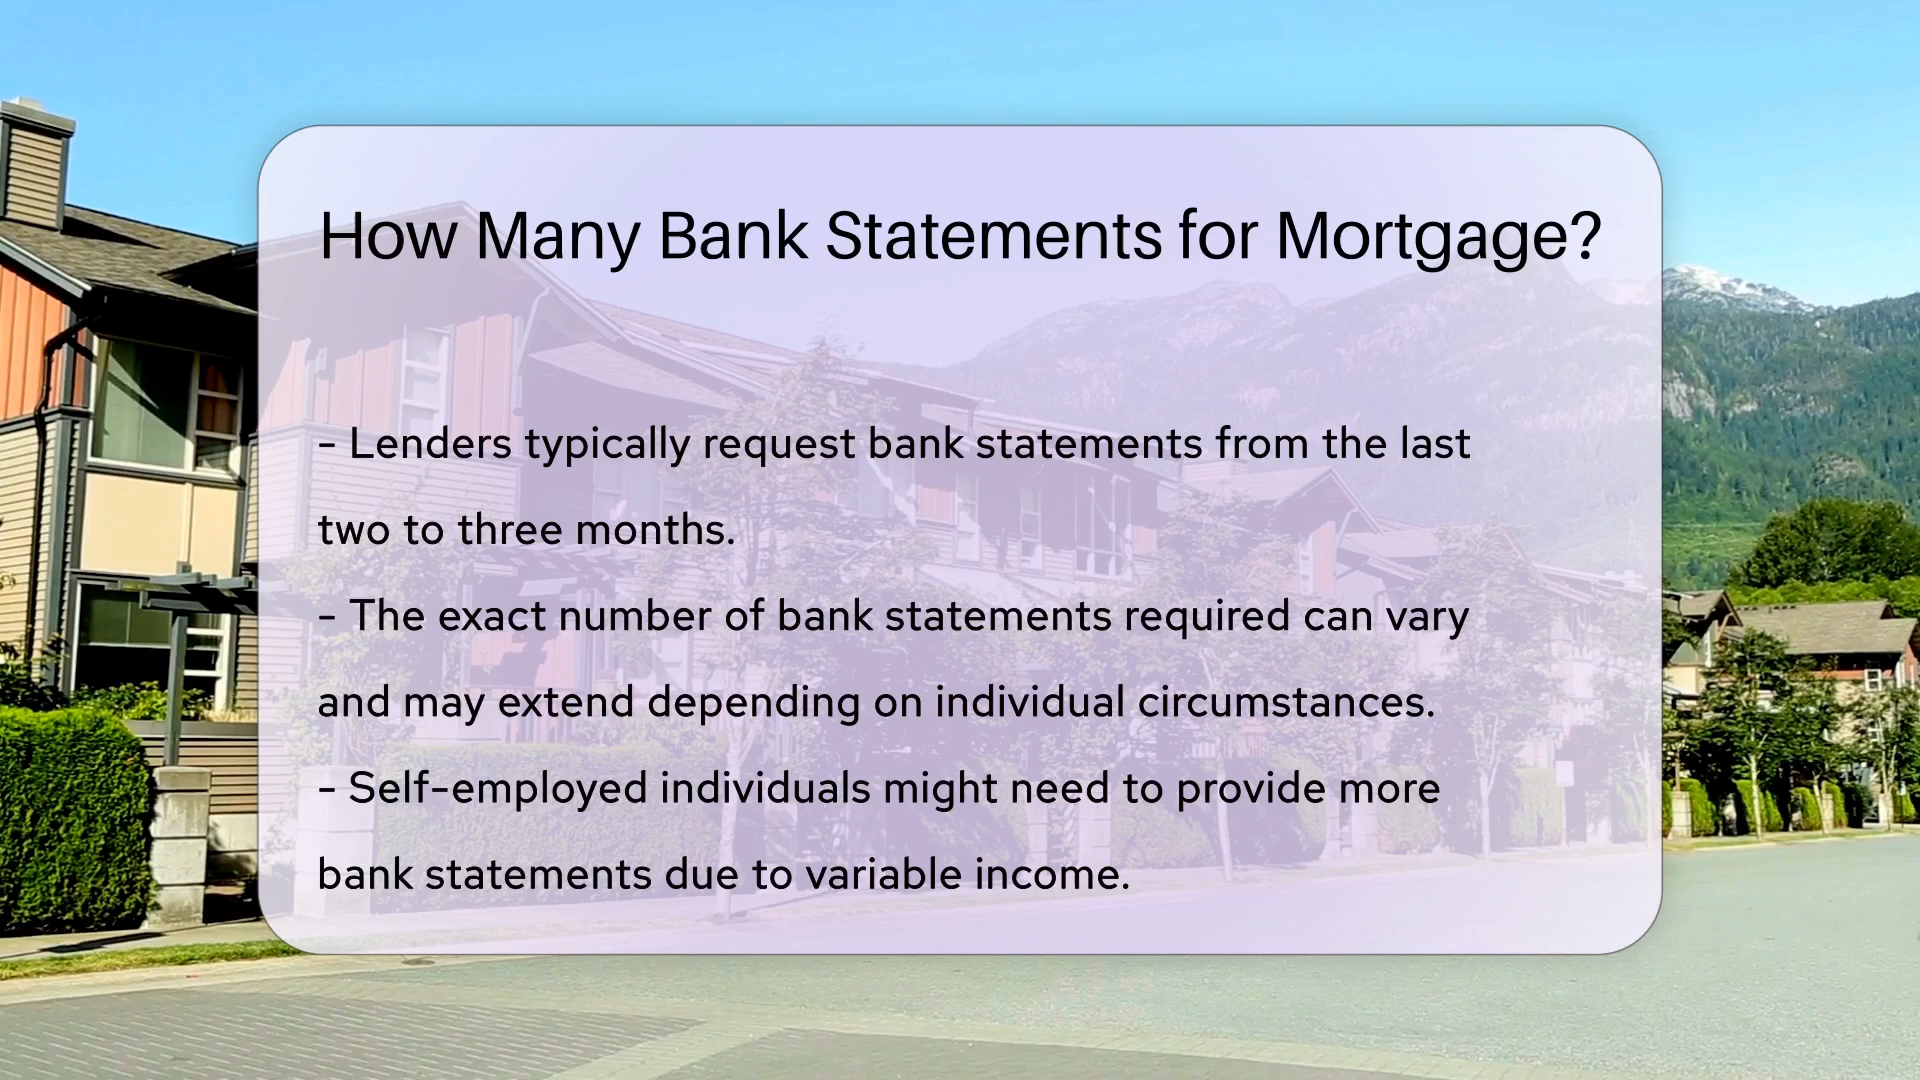 How Many Bank Statements for Mortgage?
- Lenders typically request bank statements from the last
two to three months.
- The exact number of bank statements required can vary
and may extend depending on individual circumstances.
- Self-employed individuals might need to provide more
bank statements due to variable income.